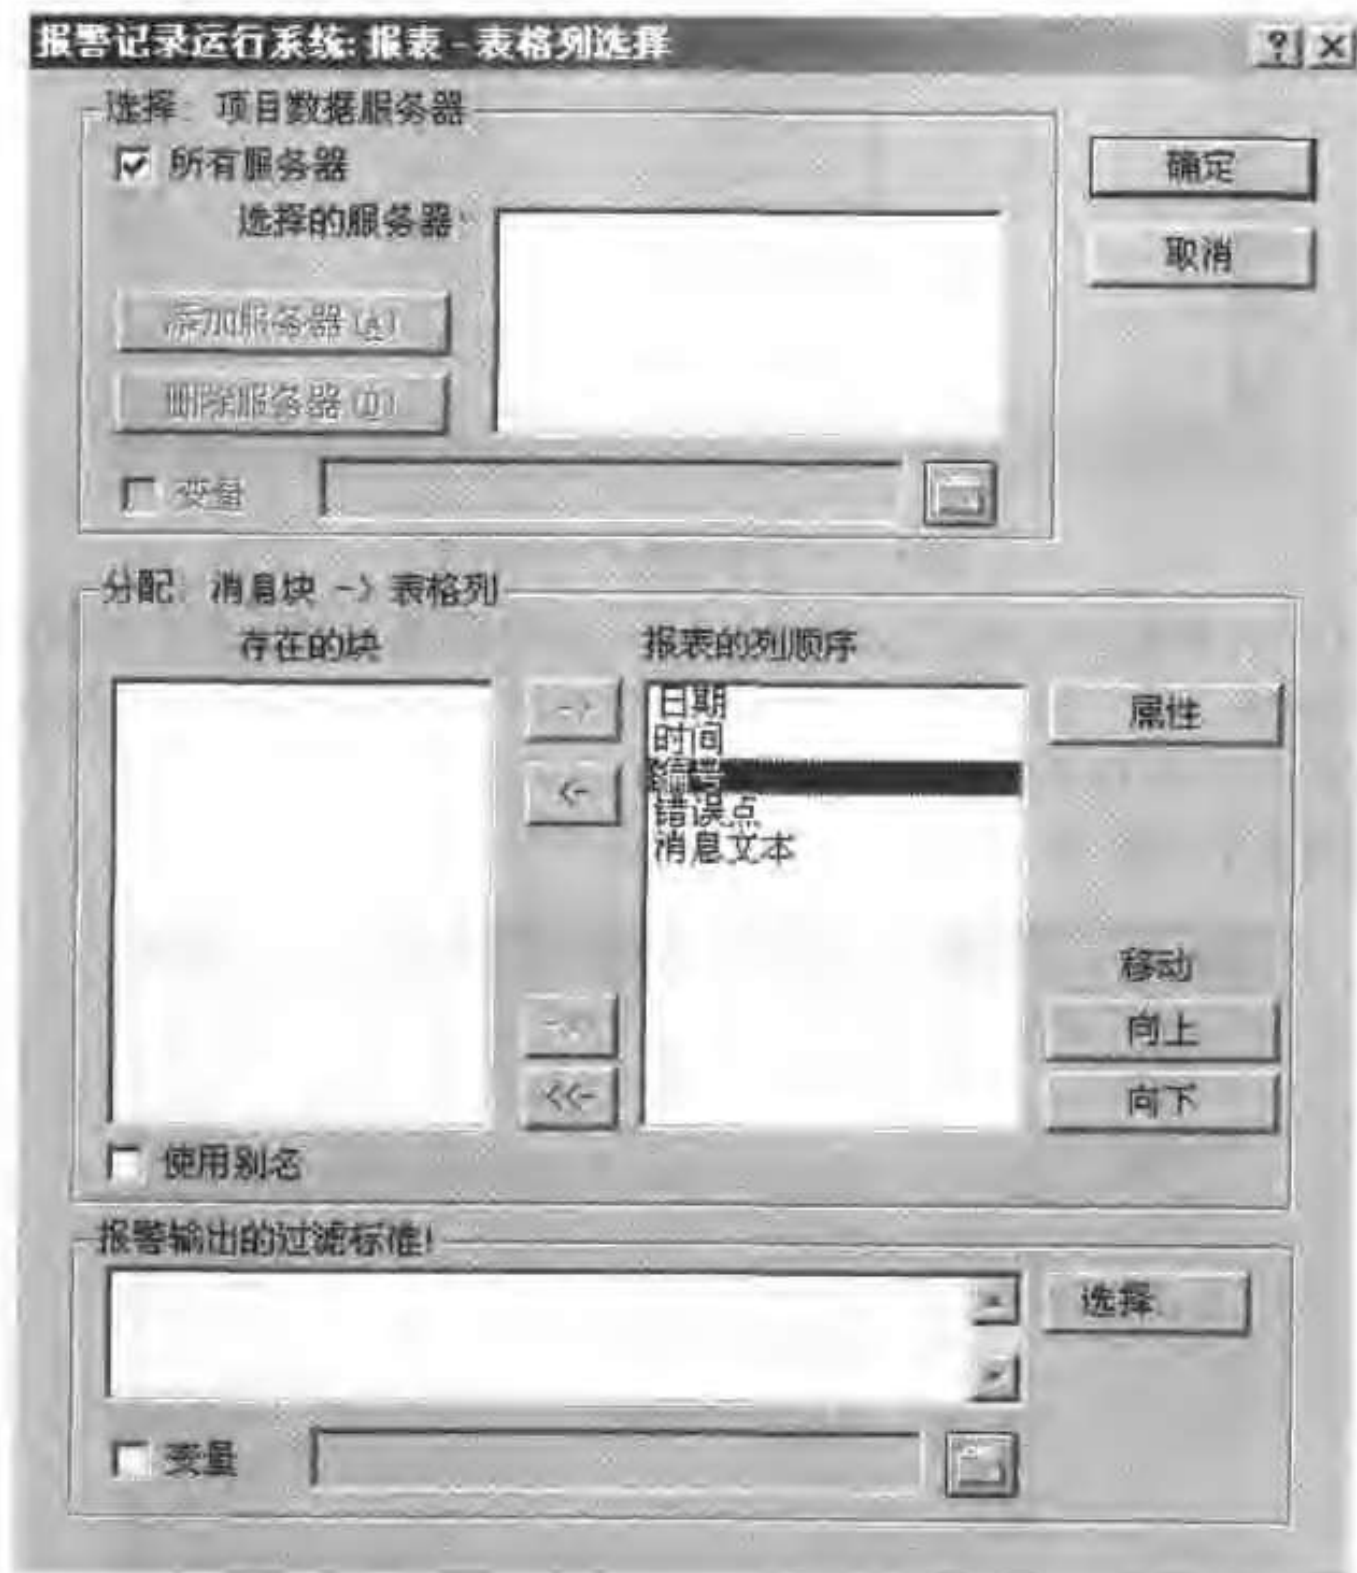 报警记录运行系统: 报表 - 表格列选择
选择: 项目数据服务器
所有服务器
确定
选择的服务器:
取消
添加服务器(A)
删除服务器(D)
变量
分配: 消息块 -> 表格列
存在的块
报表的列顺序
日期
->
属性
时间
编号
<-
错误点
消息文本
移动
向上
<<-
向下
使用别名
报警输出的过滤标准!
选择.
变量